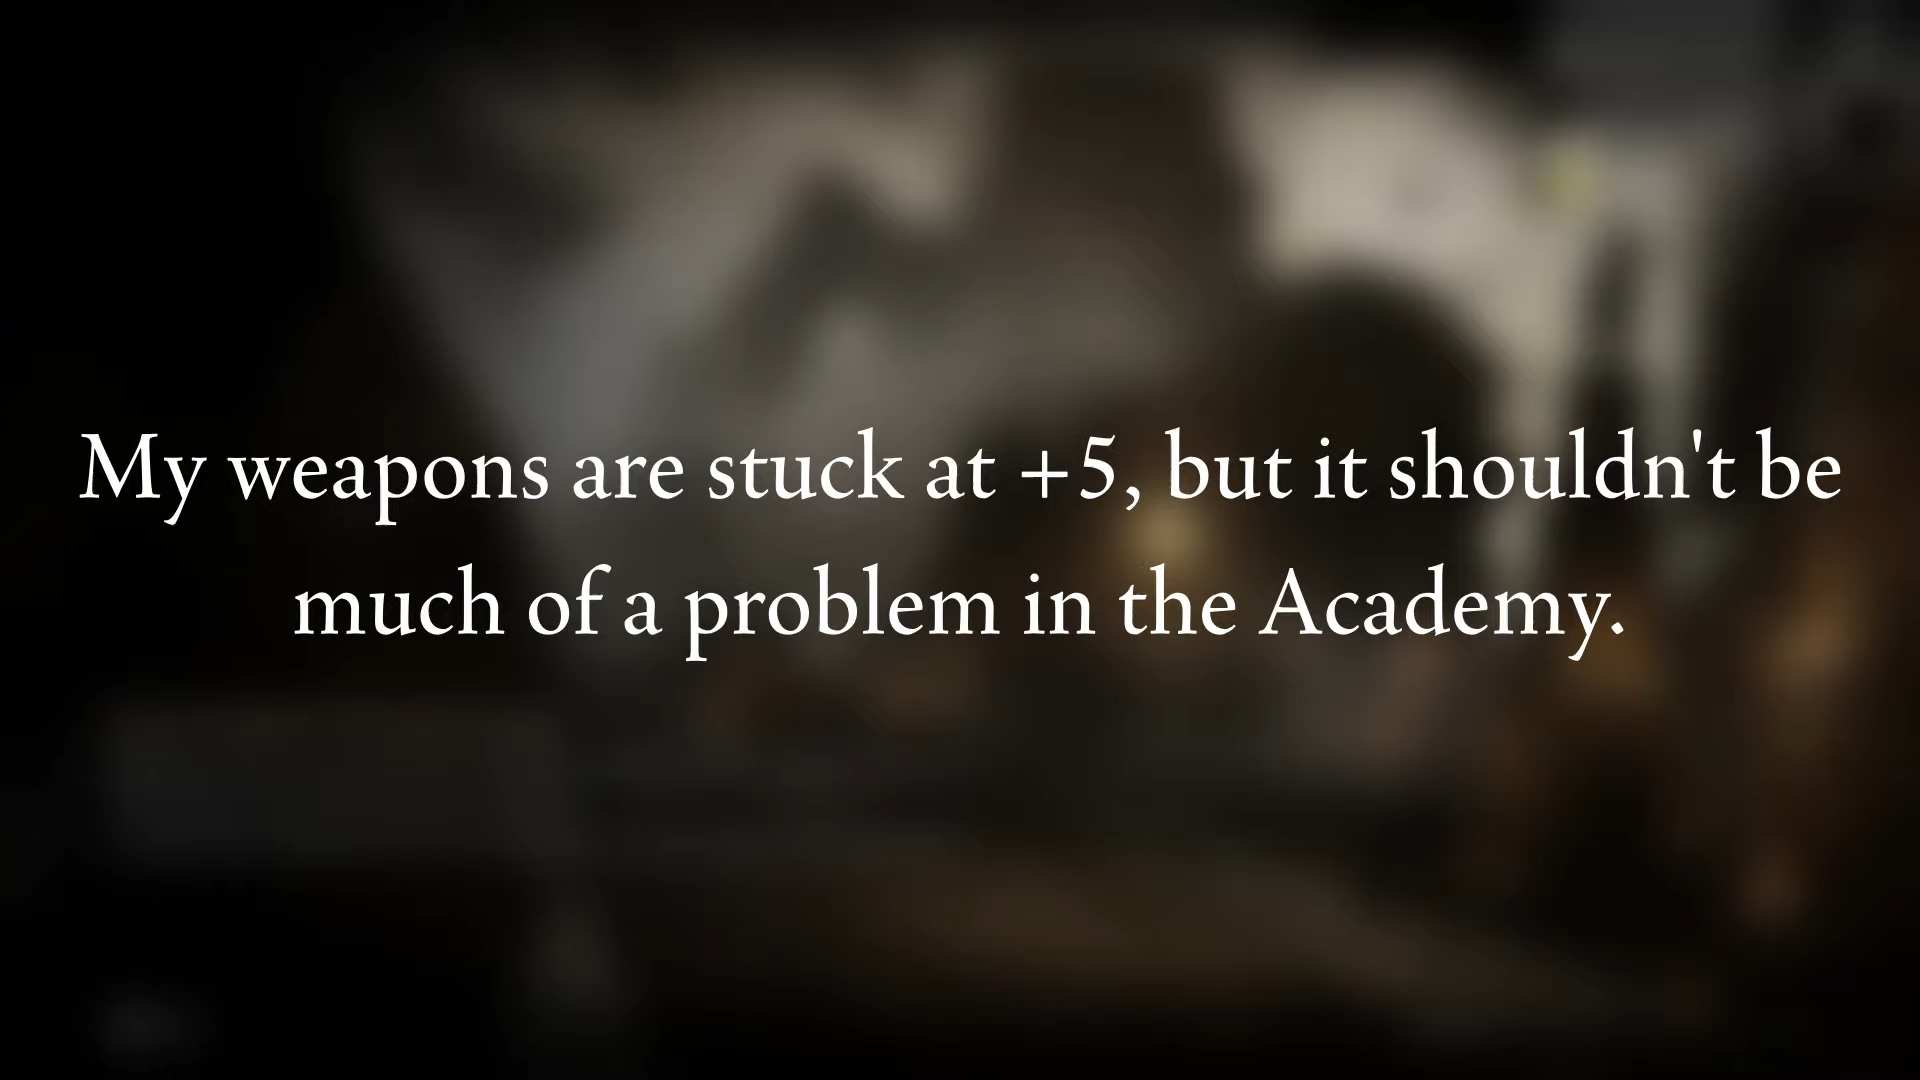 My weapons are stuck at +5, but it shouldn't be
much of a problem in the Academy.